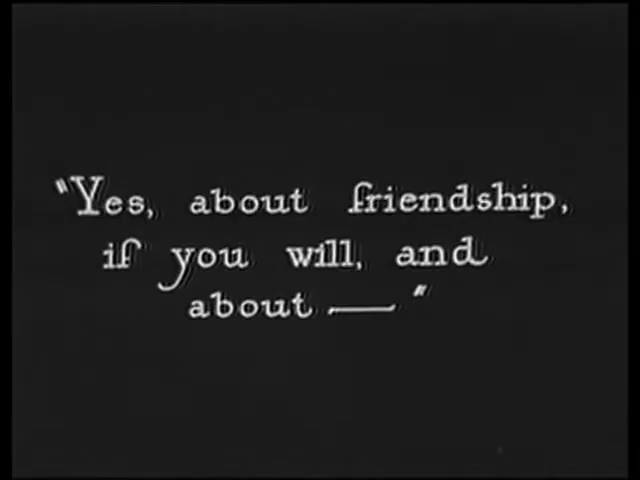 "Yes, about friendship,
if you will, and
about — "